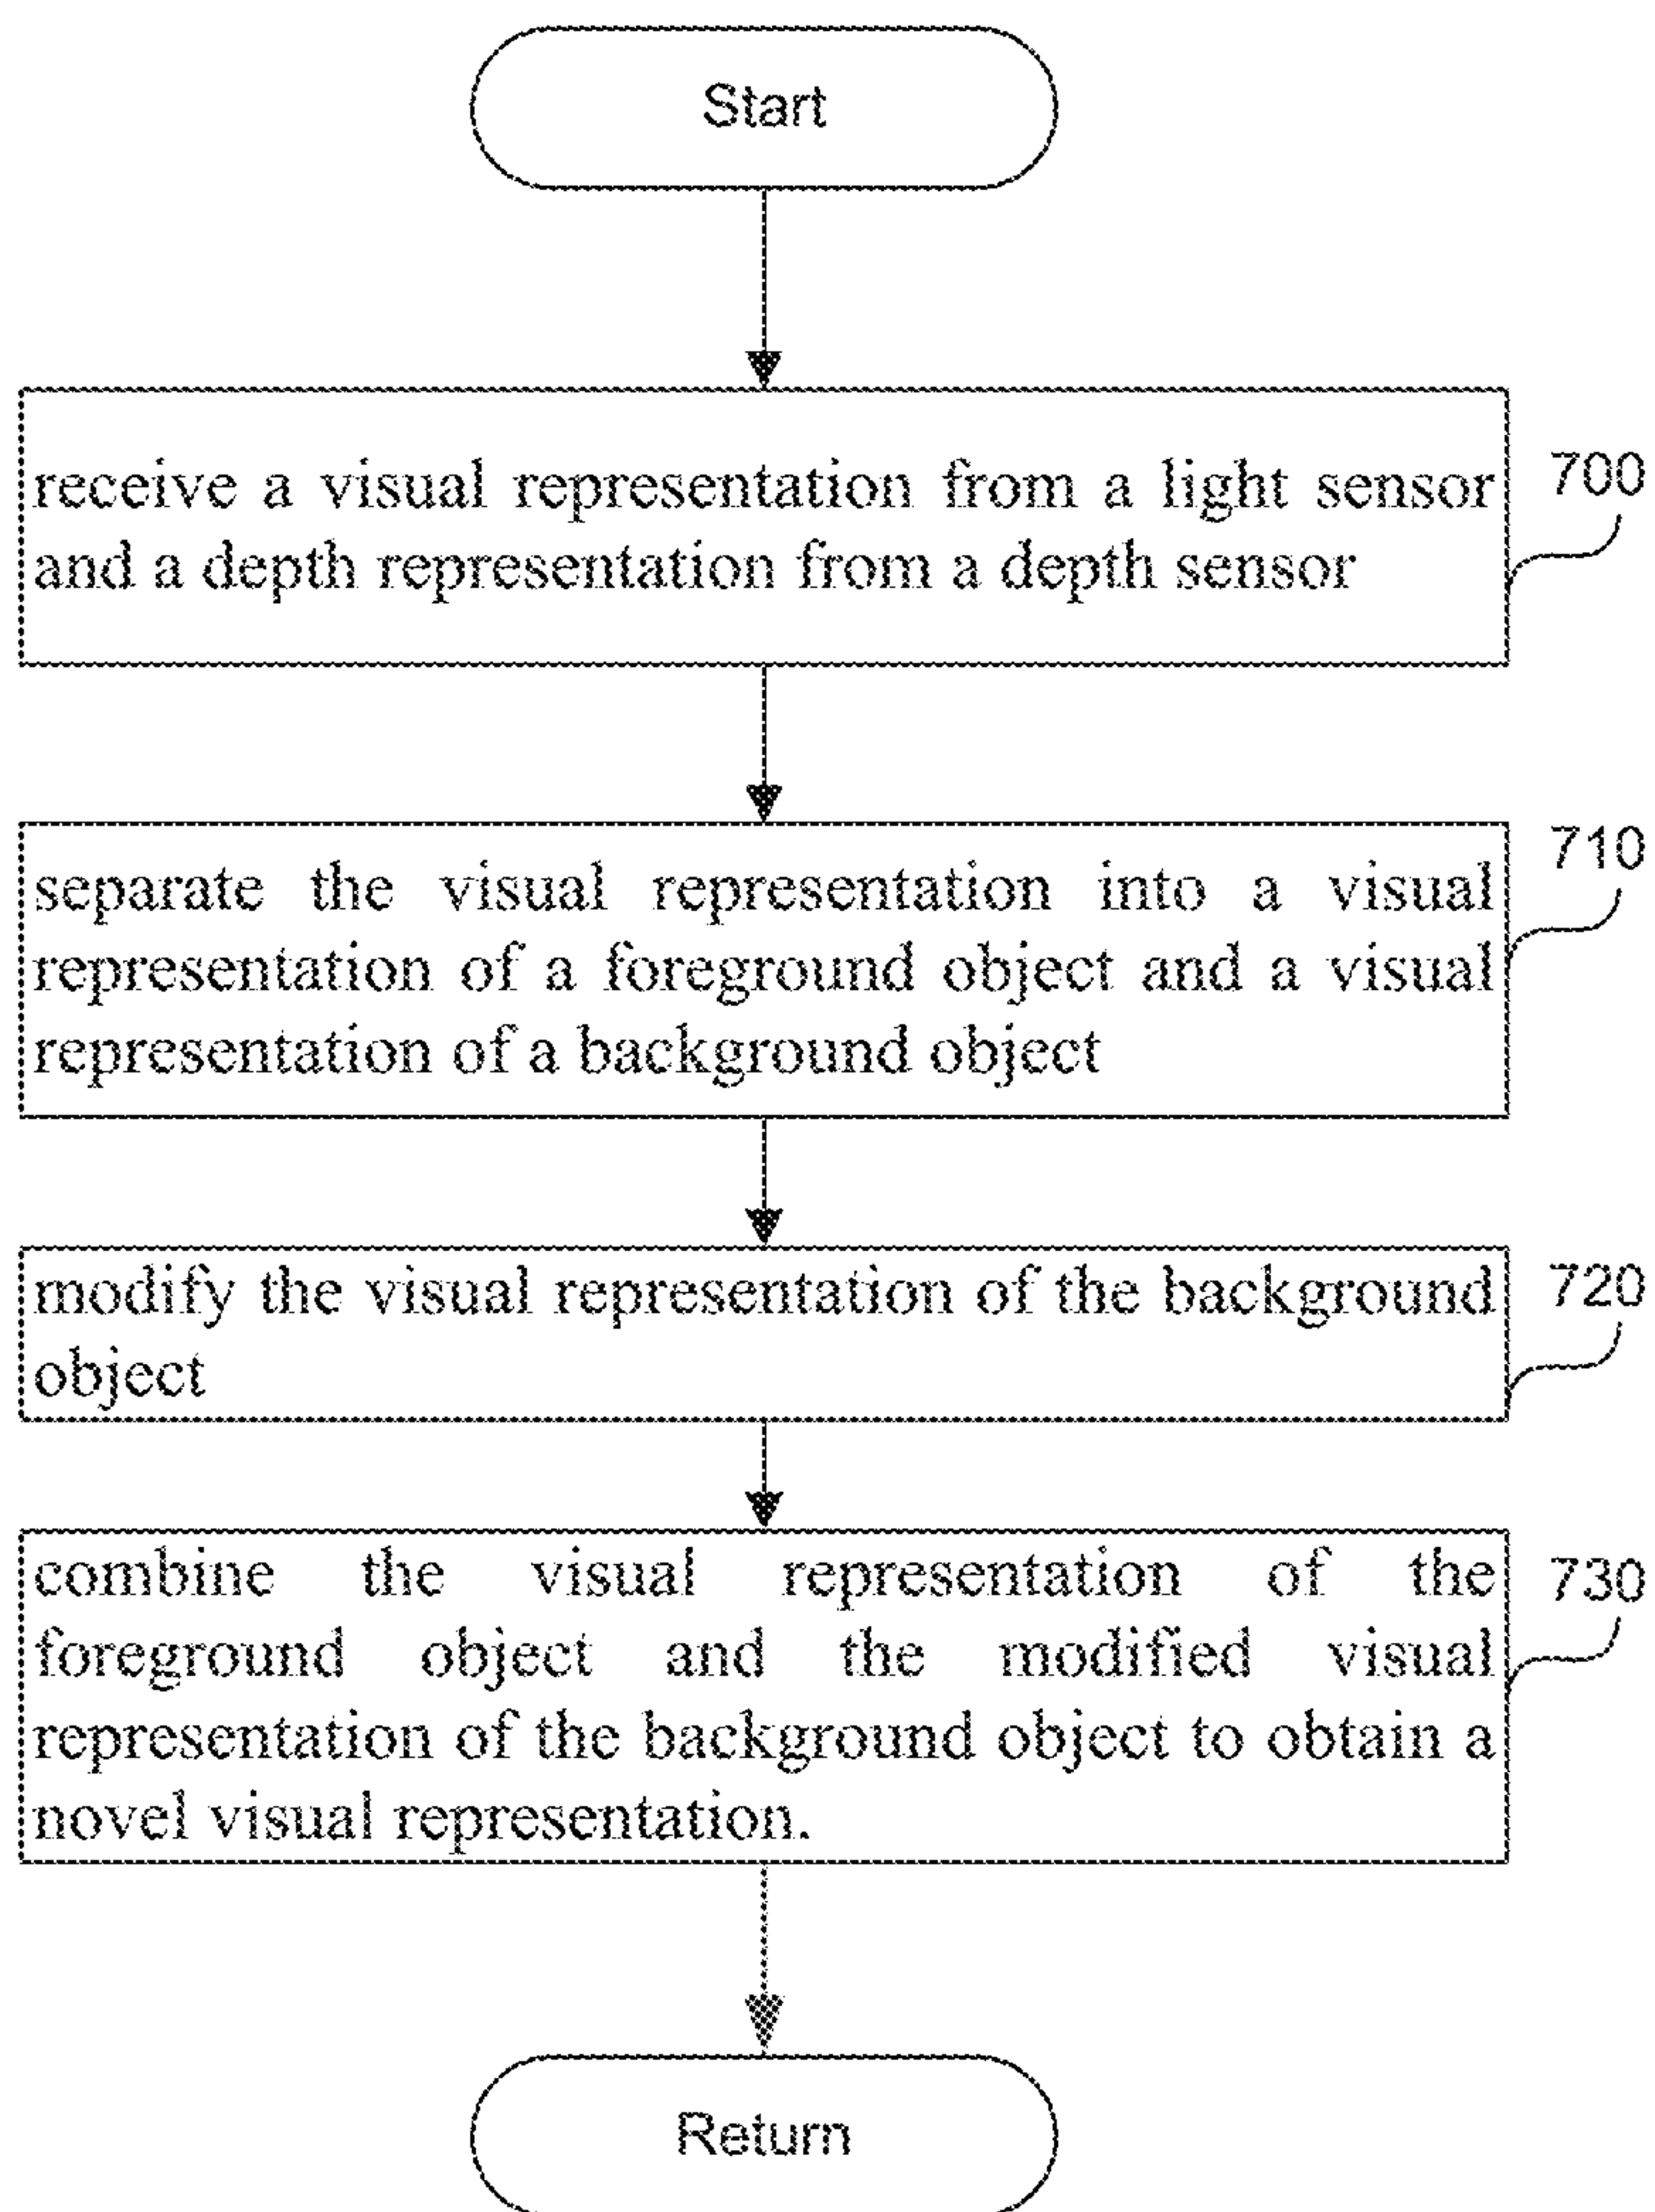 Start
receive a visual representation from a light sensor
and a depth representation from a depth sensor
700
separate the visual representation into a visual
representation of a foreground object and a visual
representation of a background object
710
modify the visual representation of the background
object
720
combine the visual representation of the
foreground object and the modified visual
representation of the background object to obtain a
novel visual representation.
730
Return